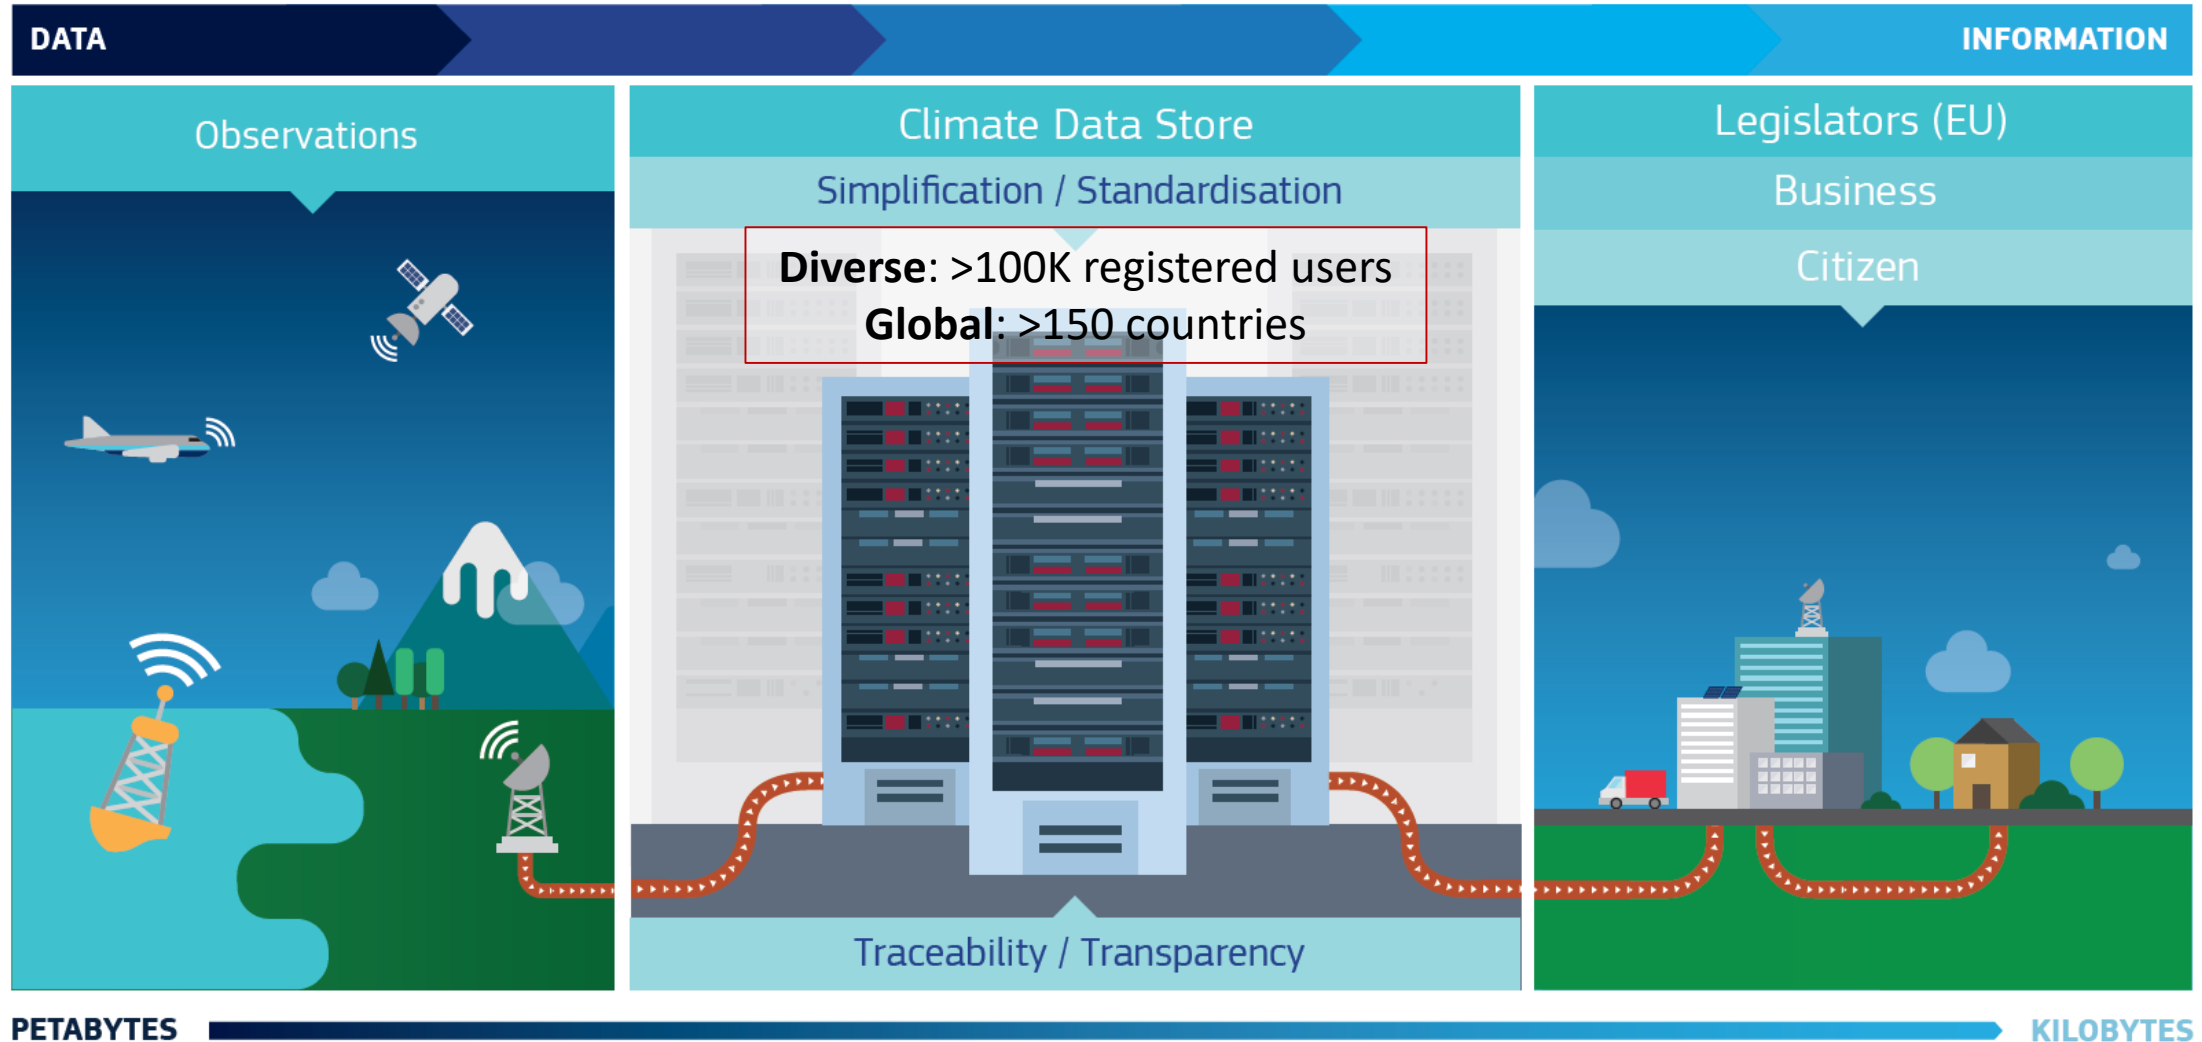 DATA
INFORMATION
Observations
Climate Data Store
Simplification / Standardisation
Diverse: >100K registered users
Global: >150 countries
Traceability / Transparency
Legislators (EU)
Business
Citizen
PETABYTES
KILOBYTES